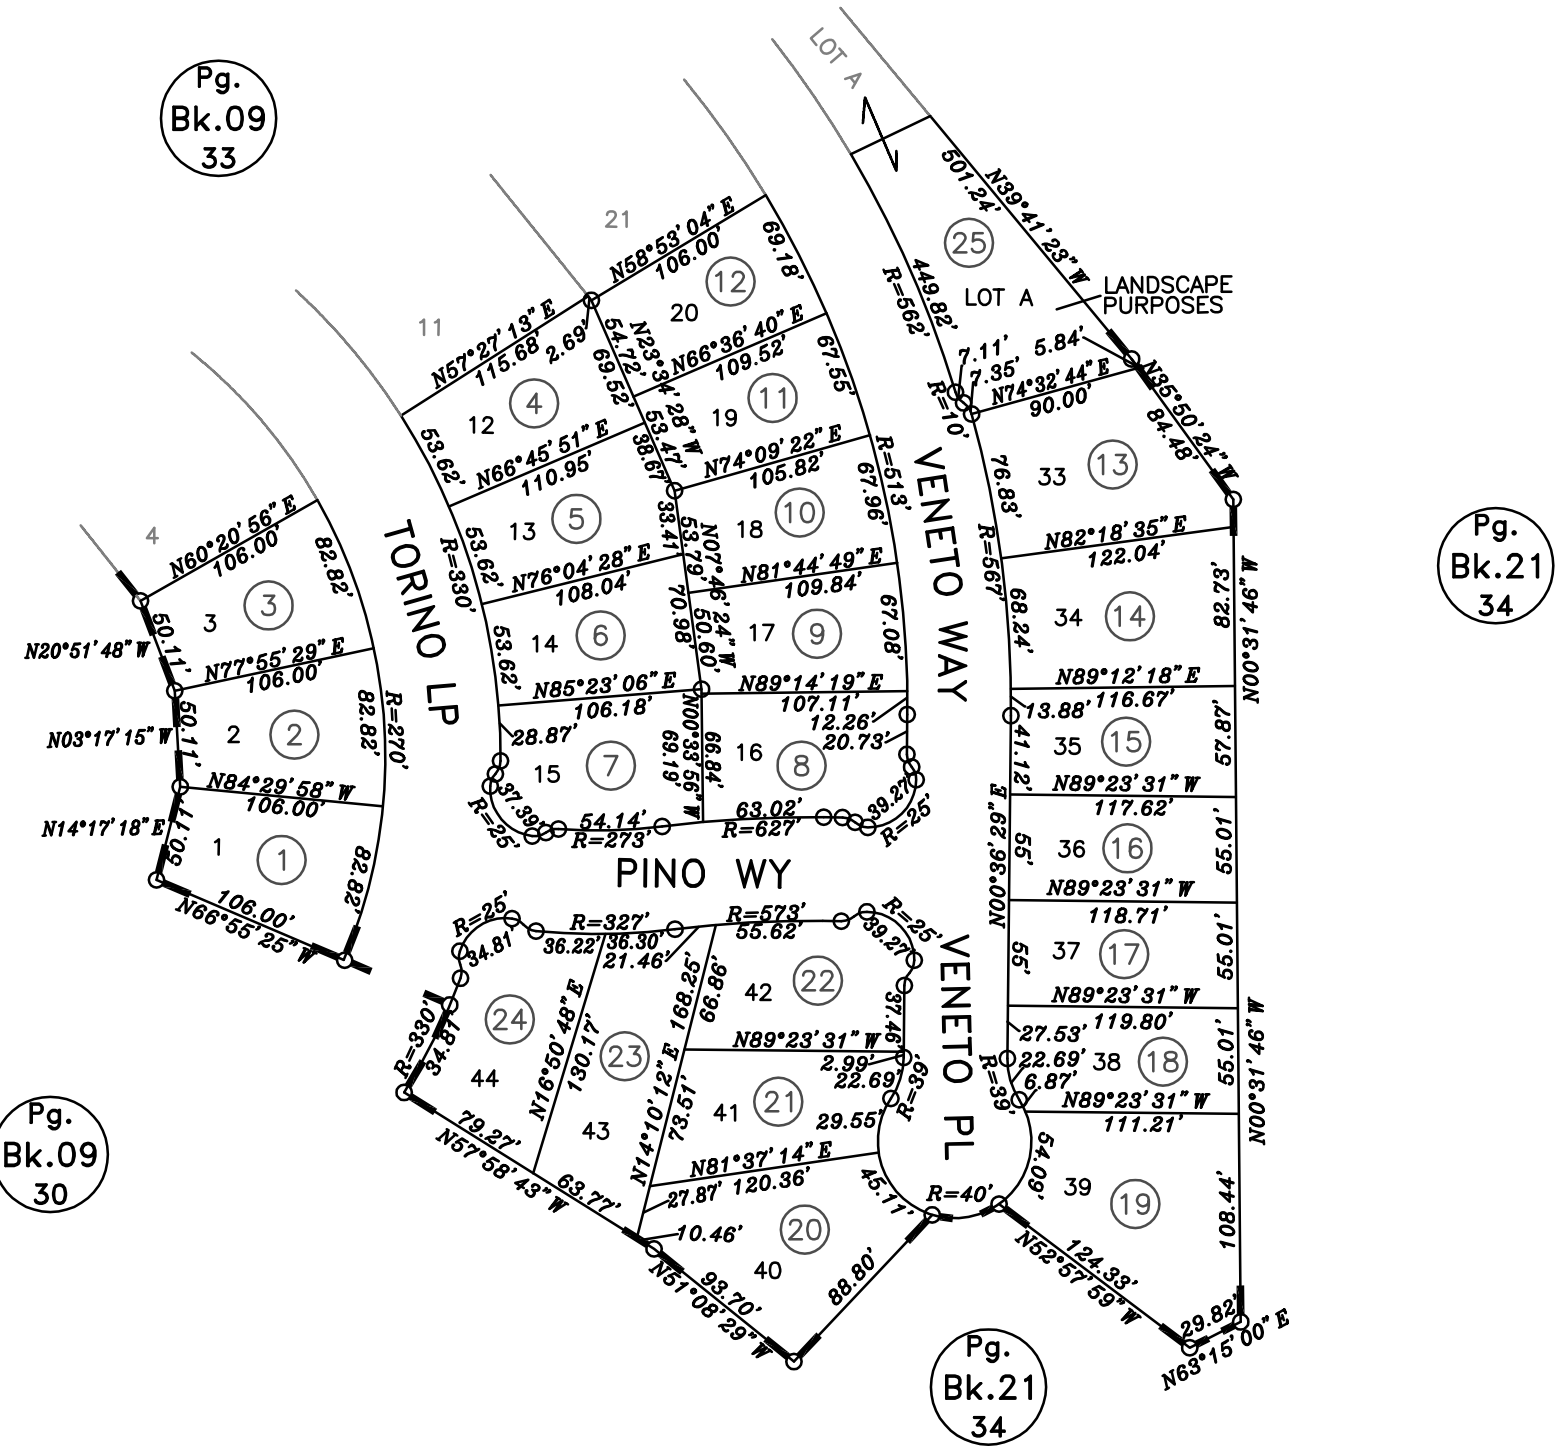 LOT A
Pg.
Bk.09
33
501.24'
N39°41'23"W
25
449.82'
R=562'
LOT A
LANDSCAPE
PURPOSES
21
N58°53'04"E
106.00'
12
20
69.18'
11
N57°27'13"E
115.68'
2.69'
4
12
54.72'
69.52'
N23°34'28"W
N66°36'40"E
109.52'
11
19
67.55'
7.11'
7.35'
5.84'
R=10'
N74°32'44"E
90.00'
N35°50'24"W
84.48'
53.62'
N66°45'51"E
110.95'
53.47'
38.67'
N74°09'22"E
105.82'
R=513'
67.96'
VENETO WAY
76.83'
33
13
4
N60°20'56"E
106.00'
82.82'
TORINO LP
13
5
53.62'
R=330'
N76°04'28"E
108.04'
33.41'
53.79'
N07°46'24"W
18
10
N81°44'49"E
109.84'
R=567'
N82°18'35"E
122.04'
82.73'
N00°31'46"W
Pg.
Bk.21
34
3
3
50.11'
N20°51'48"W
N77°55'29"E
106.00'
14
6
53.62'
70.98'
50.60'
17
9
67.08'
68.24'
34
14
N85°23'06"E
106.18'
N89°14'19"E
107.11'
12.26'
20.73'
N89°12'18"E
116.67'
13.88'
50.11'
N03°17'15"W
2
2
82.82'
R=270'
28.87'
15
7
N00°33'56"W
69.19'
66.84'
16
8
41.12'
35
15
57.87'
N84°29'58"W
106.00'
N89°23'31"W
117.62'
N14°17'18"E
50.11'
1
1
82.82'
37.39'
R=25'
54.14'
R=273'
63.02'
R=627'
39.27'
R=25'
N00°36'29"E
55'
36
16
55.01'
PINO WY
N89°23'31"W
118.71'
106.00'
N66°55'25"W
R=25'
34.81'
R=327'
36.22'
36.30'
21.46'
R=573'
55.62'
R=25'
39.27'
VENETO PL
55'
37
17
55.01'
R=330'
34.81'
24
44
N16°50'48"E
130.17'
23
43
168.25'
66.86'
N14°10'12"E
73.51'
42
22
37.46'
N89°23'31"W
119.80'
27.53'
22.69'
6.87'
R=39'
38
18
55.01'
N00°31'46"W
N89°23'31"W
2.99'
22.69'
R=39'
41
21
29.55'
N89°23'31"W
111.21'
Pg.
Bk.09
30
79.27'
N57°58'43"W
63.77'
N81°37'14"E
120.36'
27.87'
10.46'
45.11'
R=40'
54.09'
39
19
108.44'
20
40
N51°08'29"W
93.70'
88.80'
124.33'
N52°57'59"W
29.82'
N63°15'00"E
Pg.
Bk.21
34